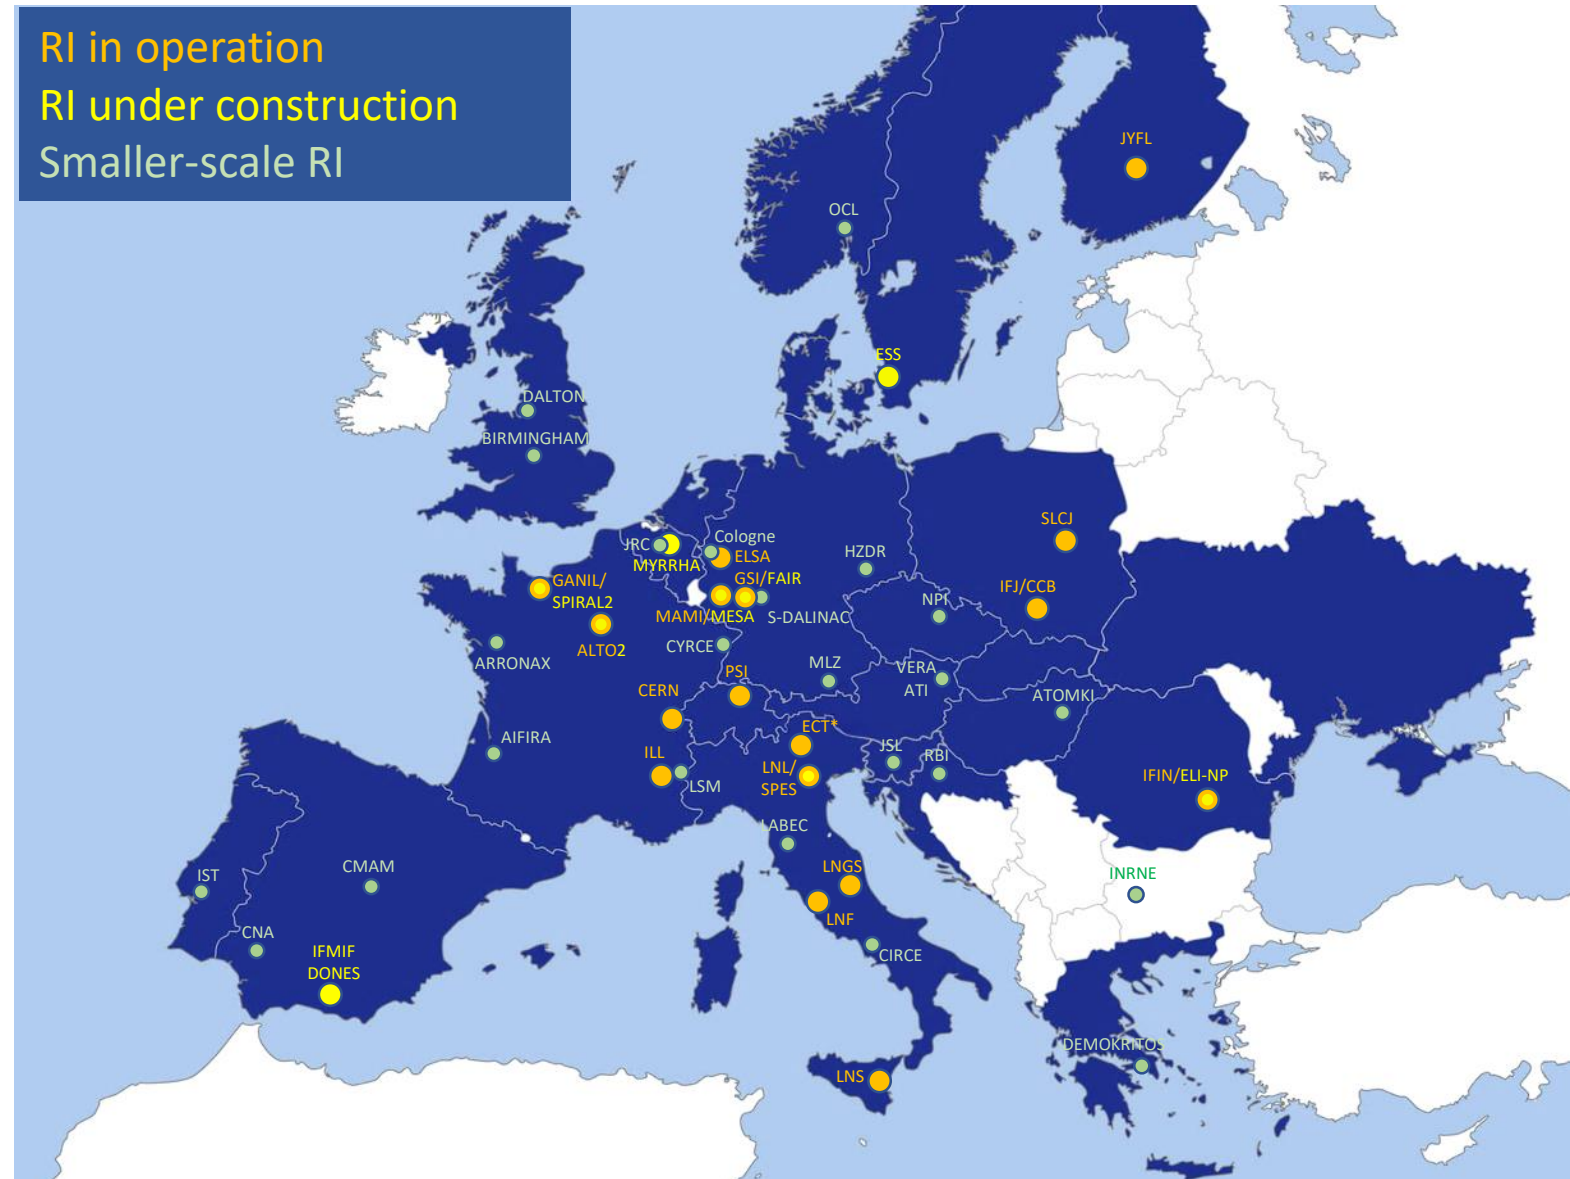 RI in operation
RI under construction
Smaller-scale RI
JYFL
OCL
ESS
DALTON
BIRMINGHAM
SLCJ
JRC
MYRRHA
Cologne
ELSA
HZDR
GANIL/
SPIRAL2
GSI/FAIR
MAMI/MESA
S-DALINAC
NPI
IFJ/CCB
ALTO2
ARRONAX
CYRCE
MLZ
VERA
ATI
PSI
CERN
ATOMKI
AIFIRA
ILL
LSM
ECT*
LNL/
SPES
JSL
RBI
IFIN/ELI-NP
LABEC
IST
CMAM
LNGS
LNF
INRNE
CNA
IFMIF
DONES
CIRCE
DEMOKRITOS
LNS